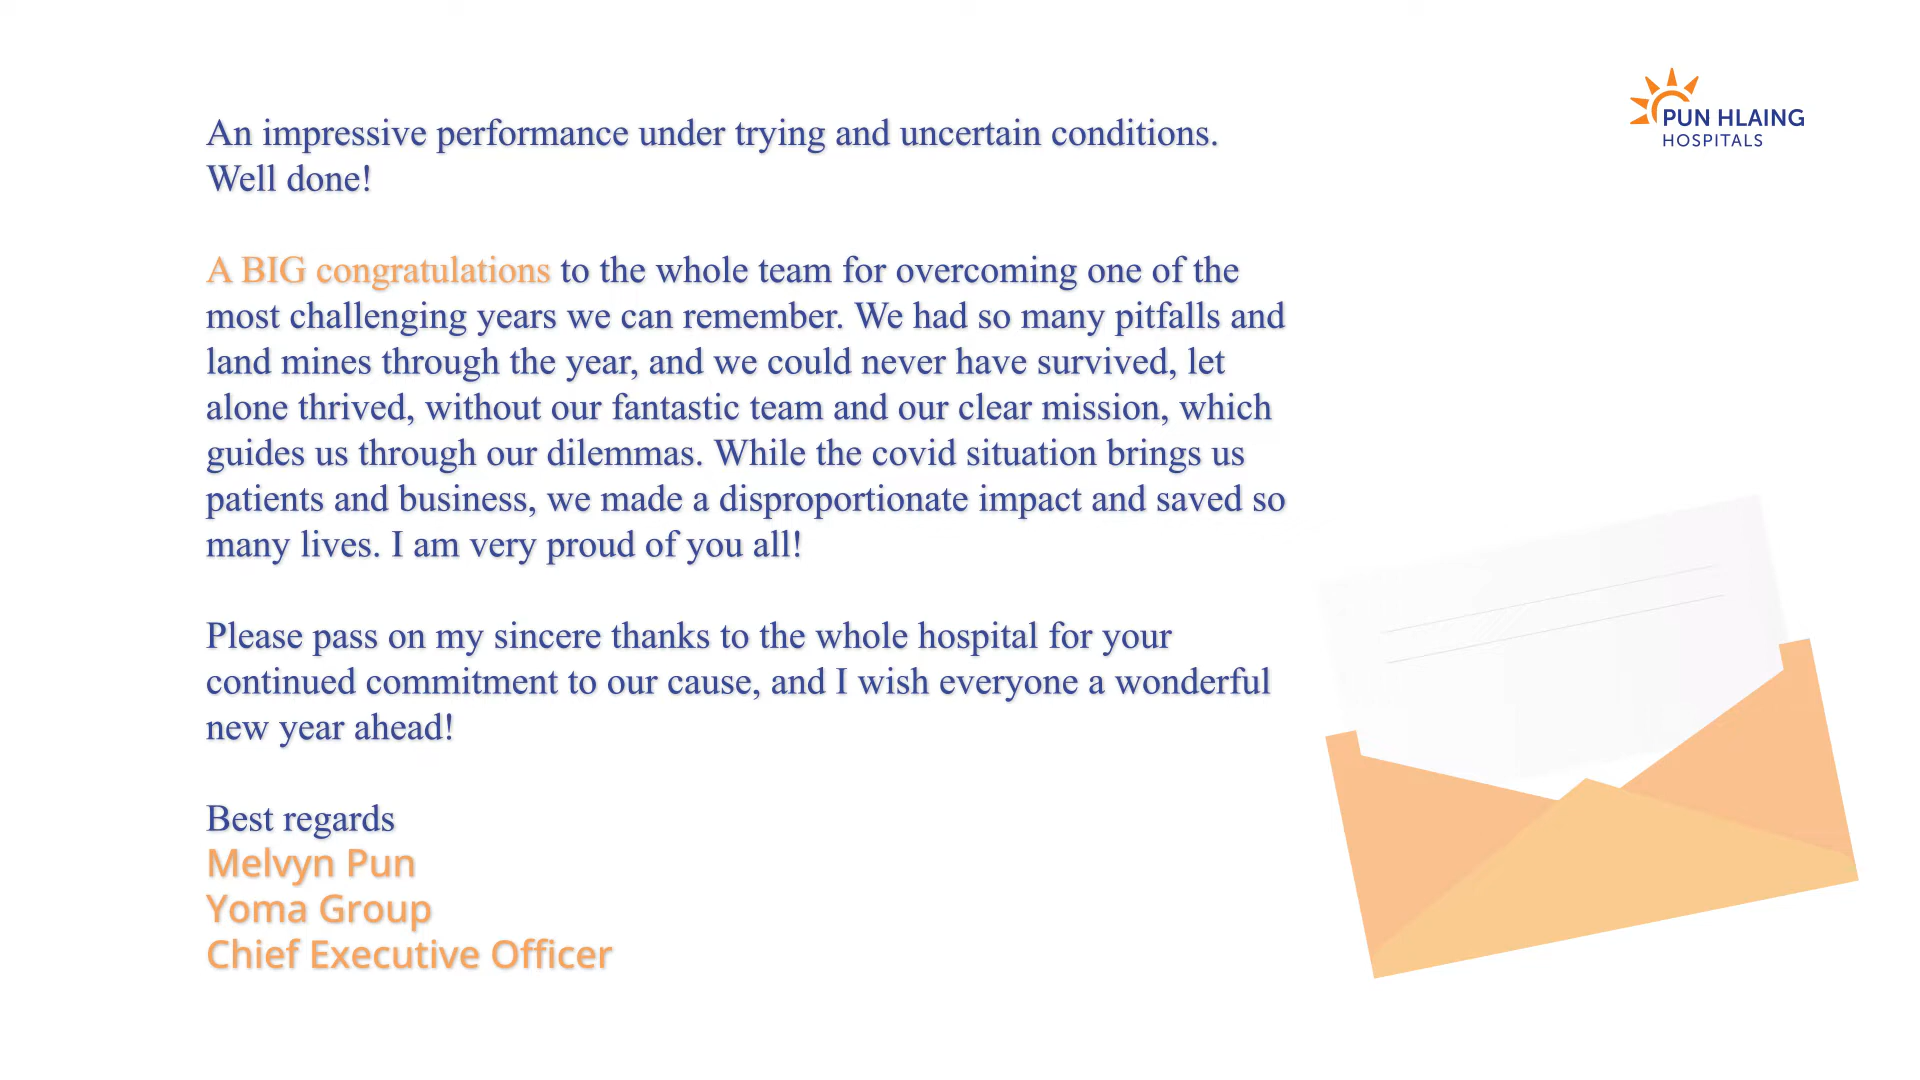 PUN HLAING
HOSPITALS
An impressive performance under trying and uncertain conditions.
Well done!
A BIG congratulations to the whole team for overcoming one of the
most challenging years we can remember. We had so many pitfalls and
land mines through the year, and we could never have survived, let
alone thrived, without our fantastic team and our clear mission, which
guides us through our dilemmas. While the covid situation brings us
patients and business, we made a disproportionate impact and saved so
many lives. I am very proud of you all!
Please pass on my sincere thanks to the whole hospital for your
continued commitment to our cause, and I wish everyone a wonderful
new year ahead!
Best regards
Melvyn Pun
Yoma Group
Chief Executive Officer